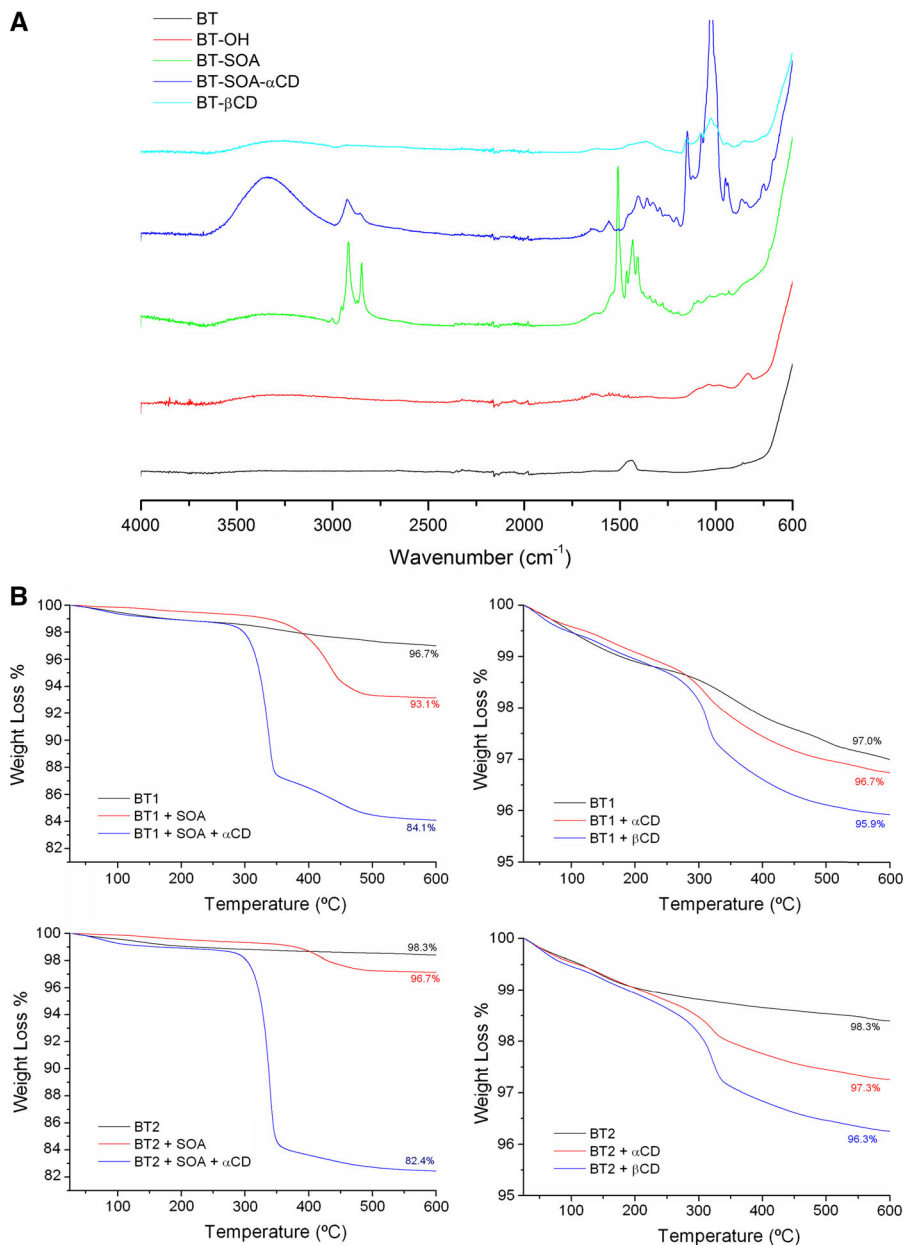 A
BT
BT-OH
BT-SOA
BT-SOA-αCD
BT-βCD
4000 3500 3000 2500 2000 1500 1000 600
Wavenumber (cm⁻¹)
B
100
98
96
94
92
90
88
86
84
82
Weight Loss %
96.7%
93.1%
84.1%
BT1
BT1 + SOA
BT1 + SOA + αCD
100 200 300 400 500 600
Temperature (ºC)
100
99
98
97
96
95
Weight Loss %
97.0%
96.7%
95.9%
BT1
BT1 + αCD
BT1 + βCD
100 200 300 400 500 600
Temperature (ºC)
100
98
96
94
92
90
88
86
84
82
Weight Loss %
98.3%
96.7%
82.4%
BT2
BT2 + SOA
BT2 + SOA + αCD
100 200 300 400 500 600
Temperature (ºC)
100
99
98
97
96
95
Weight Loss %
98.3%
97.3%
96.3%
BT2
BT2 + αCD
BT2 + βCD
100 200 300 400 500 600
Temperature (ºC)